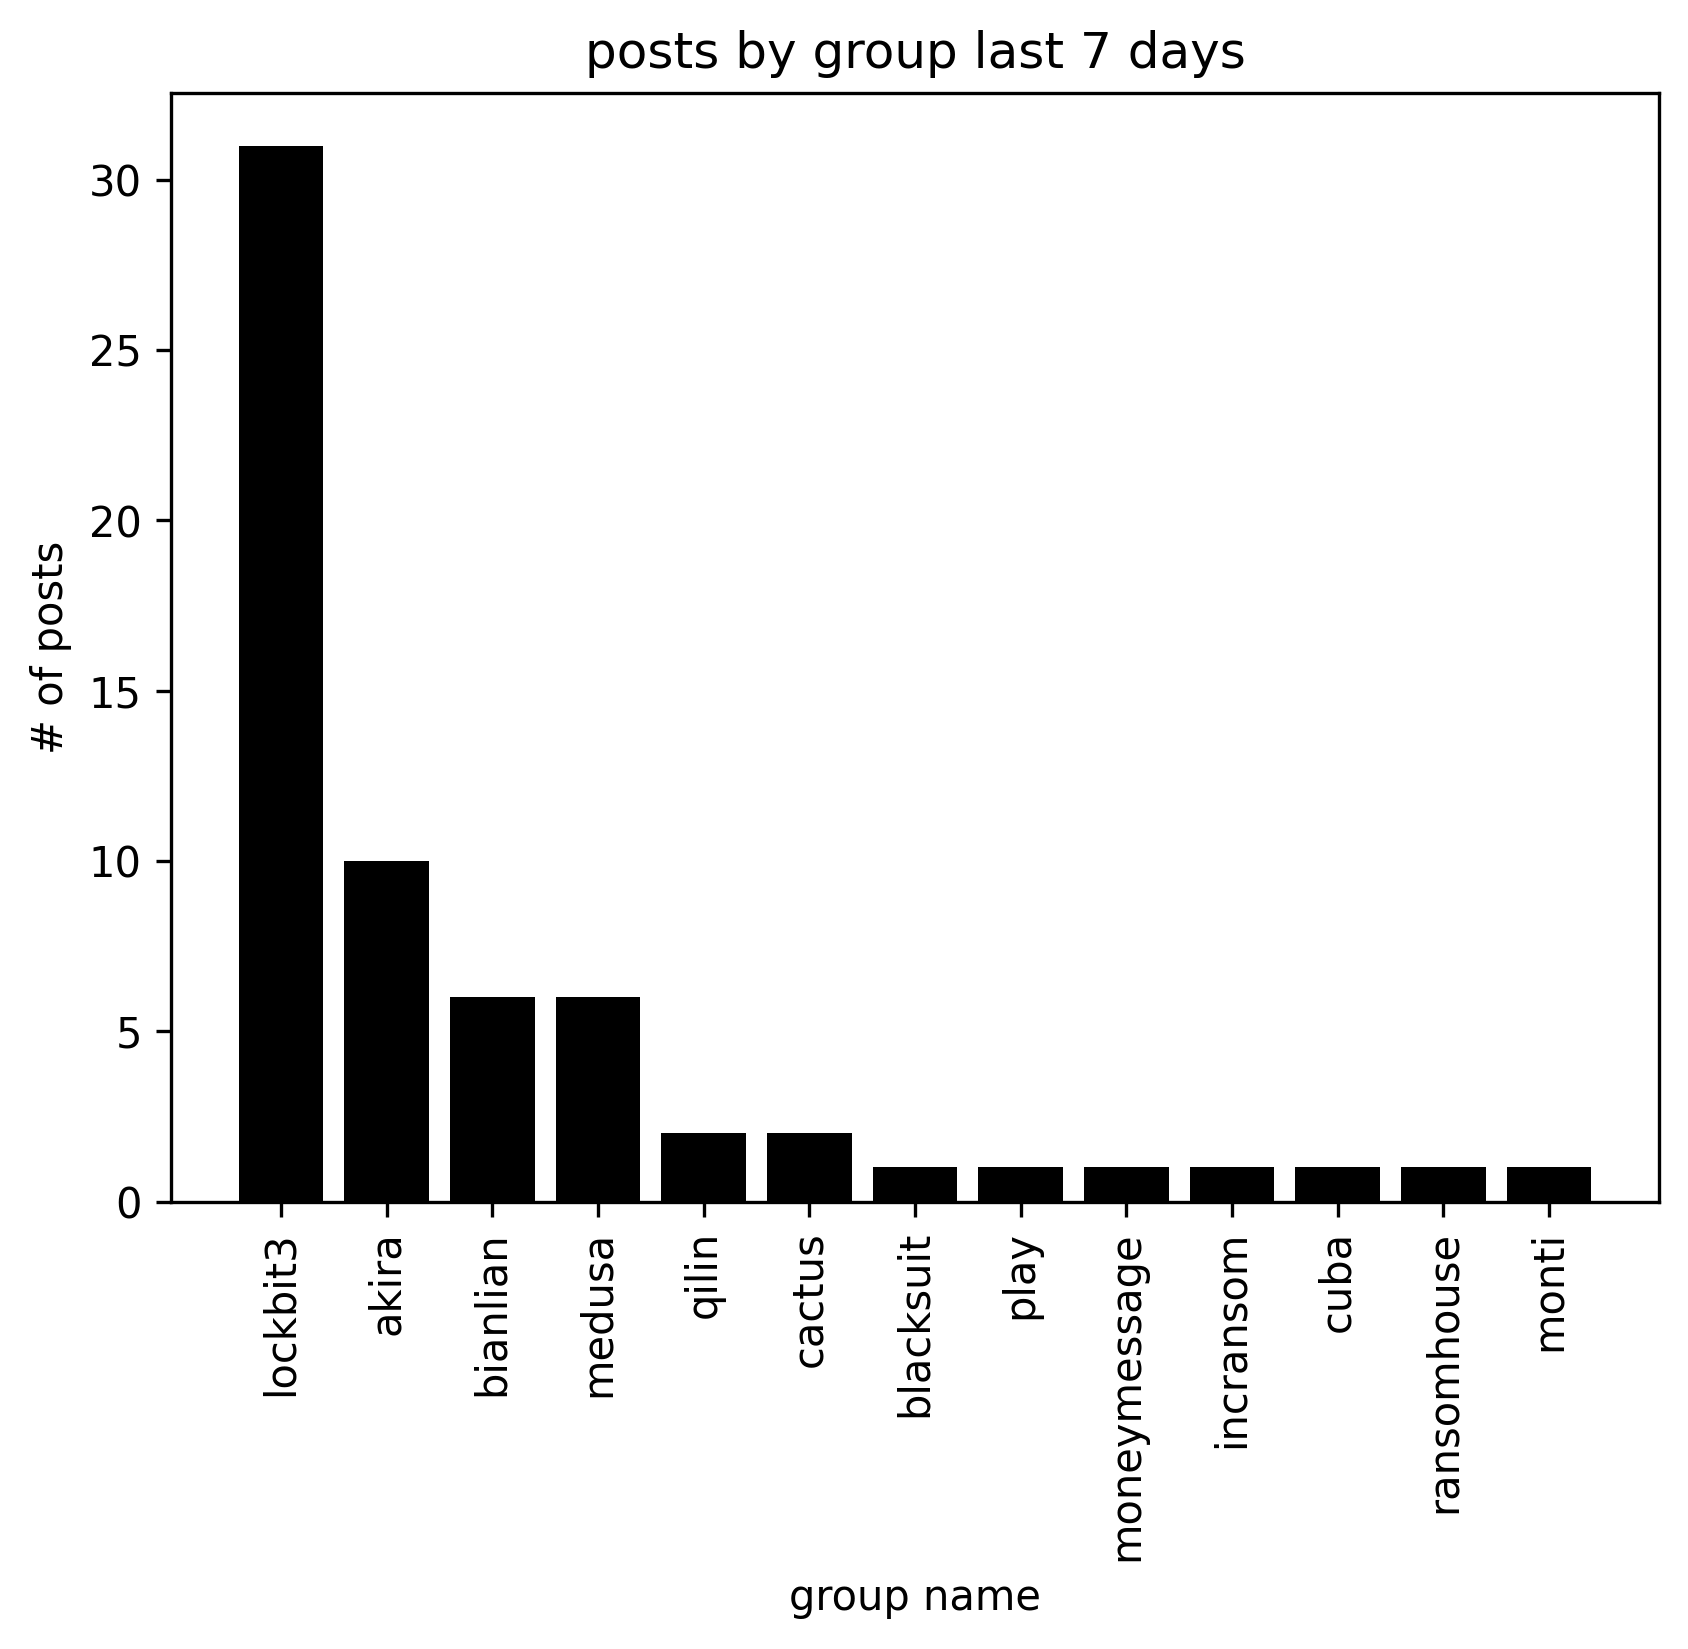 posts by group last 7 days
# of posts
30
25
20
15
10
5
0
lockbit3
akira
bianlian
medusa
qilin
cactus
blacksuit
play
moneymessage
incransom
cuba
ransomhouse
monti
group name